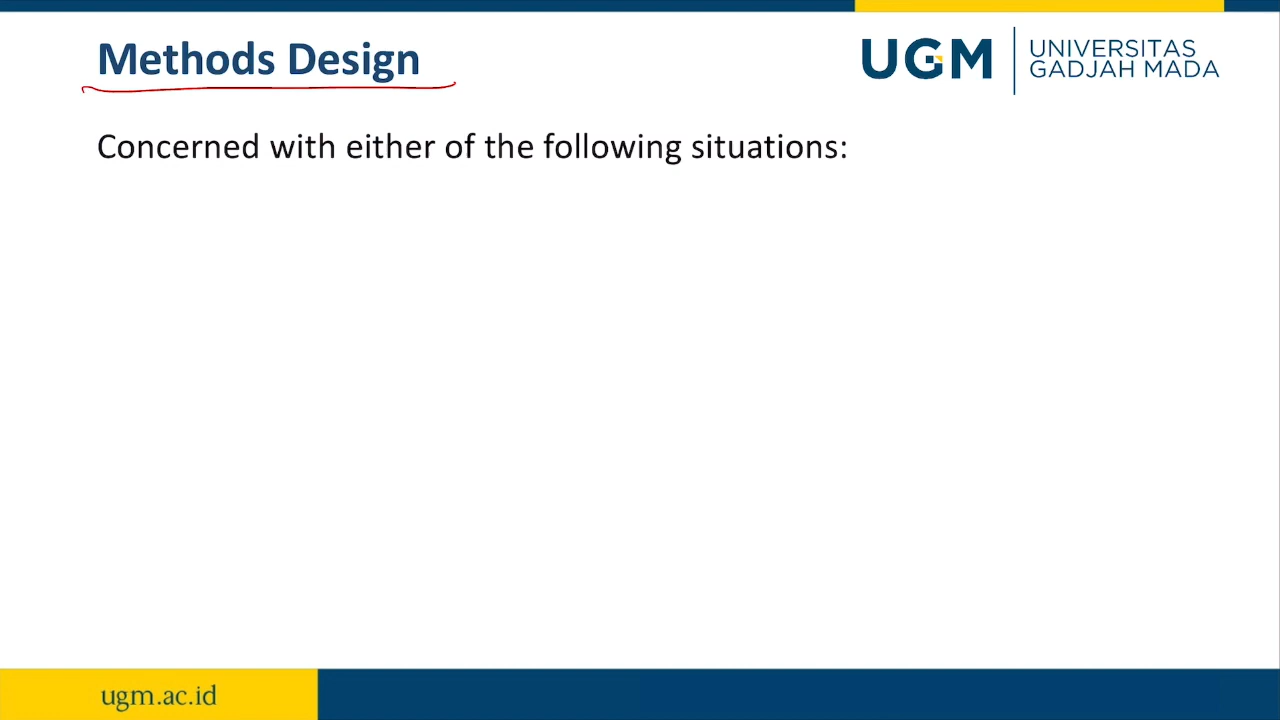 Methods Design
UGM
UNIVERSITAS
GADJAH MADA
Concerned with either of the following situations:
ugm.ac.id